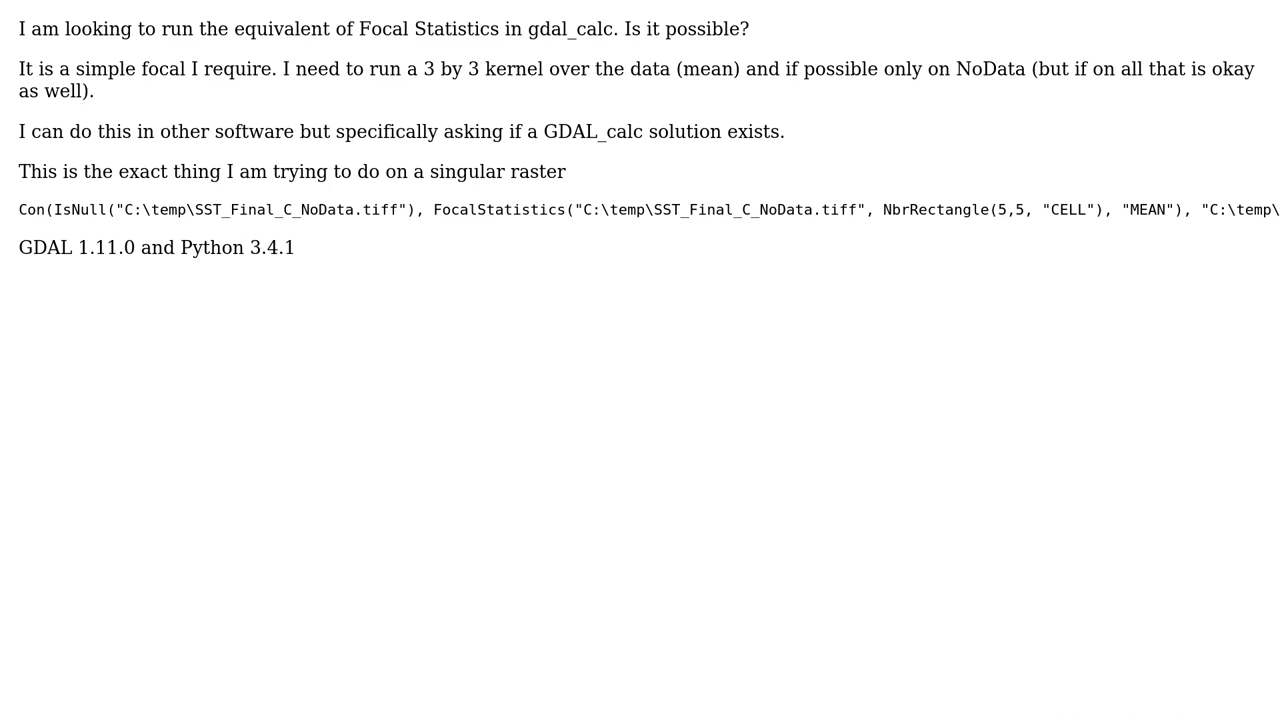 I am looking to run the equivalent of Focal Statistics in gdal_calc. Is it possible?
It is a simple focal I require. I need to run a 3 by 3 kernel over the data (mean) and if possible only on NoData (but if on all that is okay
as well).
I can do this in other software but specifically asking if a GDAL_calc solution exists.
This is the exact thing I am trying to do on a singular raster
Con(IsNull("C:\temp\SST_Final_C_NoData.tiff"), FocalStatistics("C:\temp\SST_Final_C_NoData.tiff", NbrRectangle(5,5, "CELL"), "MEAN"), "C:\temp\
GDAL 1.11.0 and Python 3.4.1